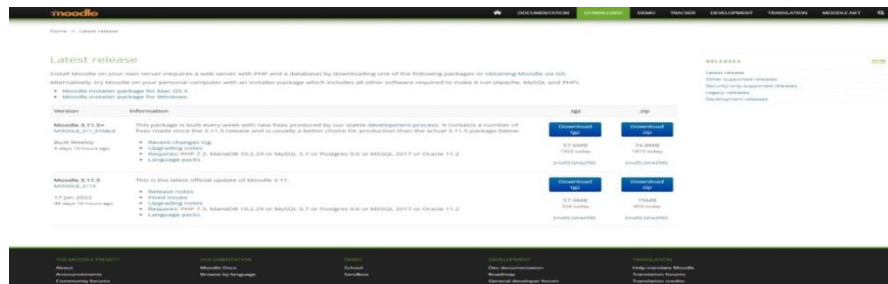 moodle
DOCUMENTATION DOWNLOADS DEMO TRACKER DEVELOPMENT TRANSLATION MOODLE.NET
Home > Latest release
Latest release
Install Moodle on your own server (requires a web server with PHP and a database) by downloading one of the following packages or obtaining Moodle via Git.
Alternatively, try Moodle on your personal computer with an installer package which includes all other software required to make it run (Apache, MySQL and PHP).
Moodle installer package for Mac OS X
Moodle installer package for Windows
RELEASES
Latest release
Other supported releases
Security-only supported releases
Legacy releases
Development releases
Version Information .tgz .zip
Moodle 3.11.5+
MOODLE_311_STABLE
Built Weekly
This package is built every week with new fixes produced by our stable development process. It contains a number of
fixes made since the 3.11.5 release and is usually a better choice for production than the actual 3.11.5 package below.
Recent changes log
Upgrading notes
Requires: PHP 7.3, MariaDB 10.2.29 or MySQL 5.7 or Postgres 9.6 or MSSQL 2017 or Oracle 11.2
Language packs
Download tgz
Download zip
[md5] [sha256]
[md5] [sha256]
Moodle 3.11.5
MOODLE_3115
17 Jan 2022
This is the latest official update of Moodle 3.11.
Release notes
Fixed issues
Upgrading notes
Requires: PHP 7.3, MariaDB 10.2.29 or MySQL 5.7 or Postgres 9.6 or MSSQL 2017 or Oracle 11.2
Language packs
Download tgz
Download zip
[md5] [sha256]
[md5] [sha256]
THE MOODLE PROJECT
About
Announcements
Community forums
DOCUMENTATION
Moodle Docs
Browse by language
DEMO
School
Sandbox
DEVELOPMENT
Dev documentation
Roadmap
General developer forum
TRANSLATION
Help translate Moodle
Translation forums
Translation credits